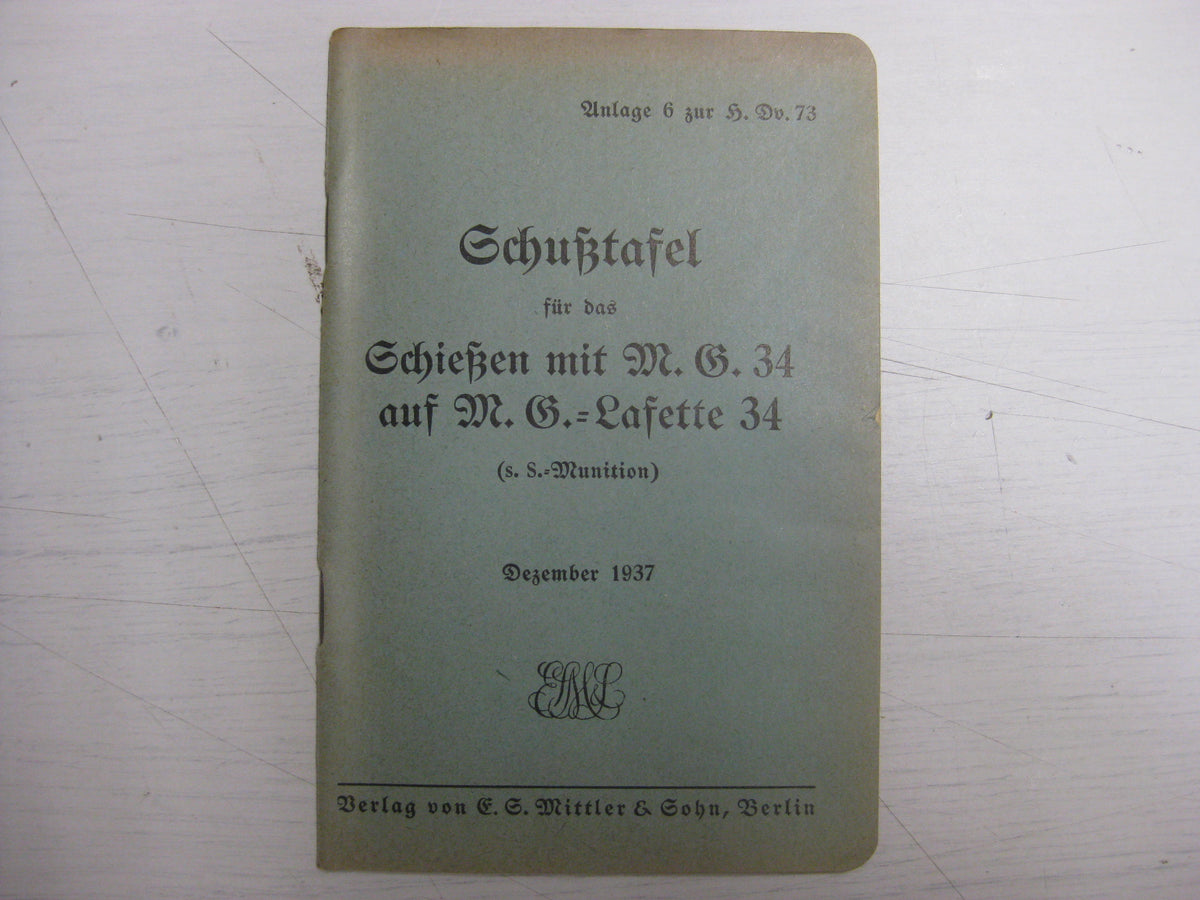 Anlage 6 zur H. Dv. 73
Schußtafel
für das
Schießen mit M. G. 34
auf M. G.=Lafette 34
(s. S.=Munition)
Dezember 1937
Verlag von E. S. Mittler & Sohn, Berlin